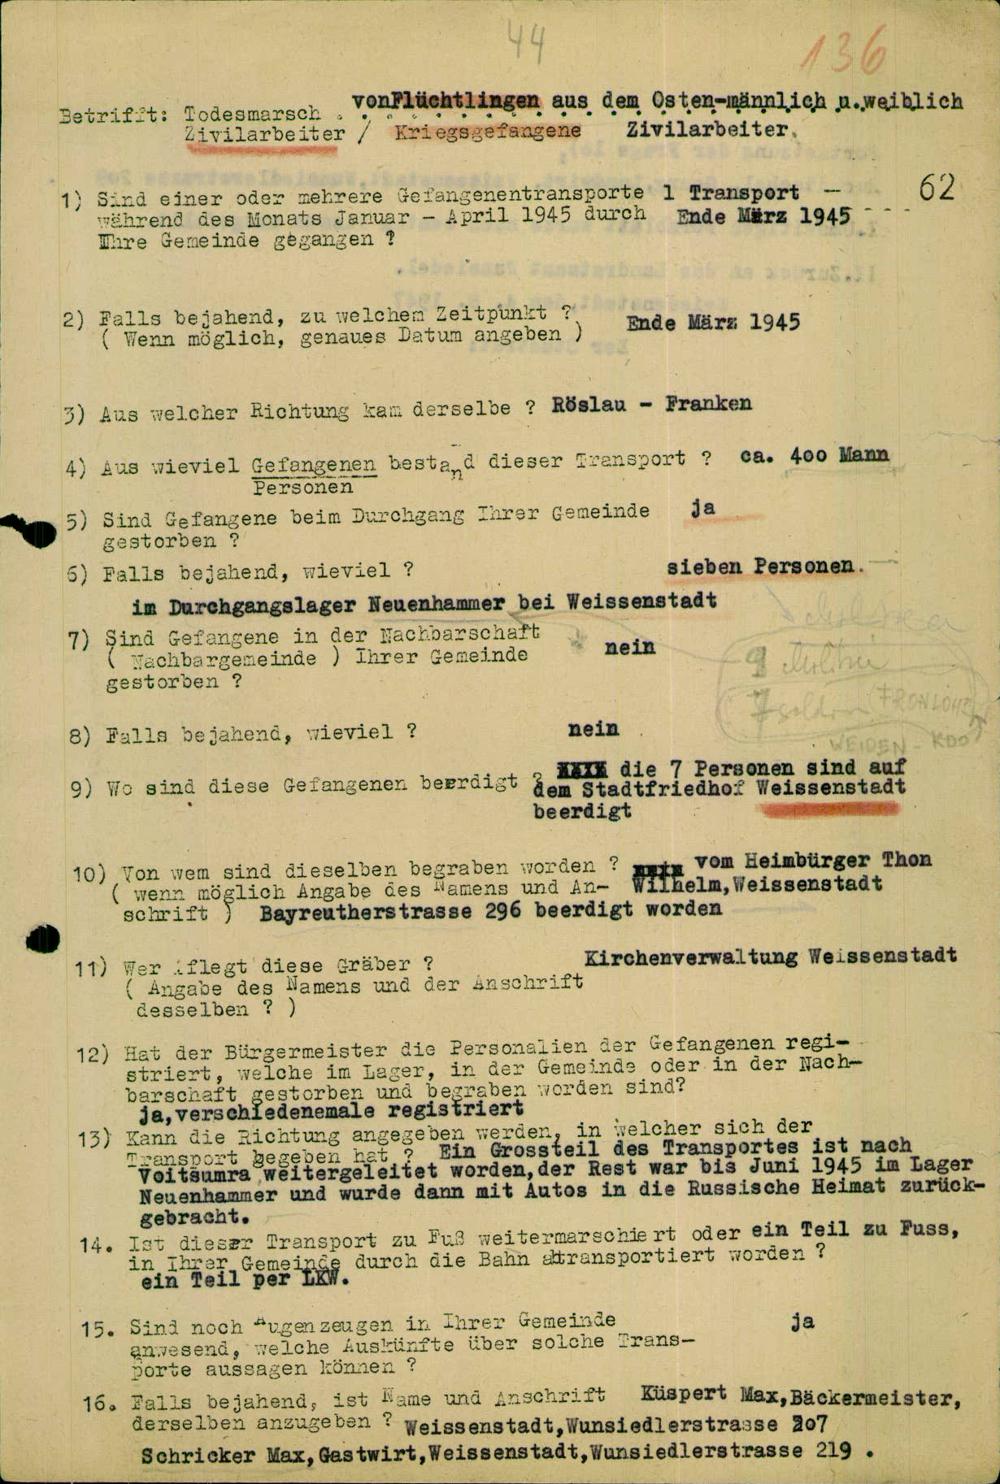 44
136
vonFlüchtlingen aus dem Osten-männlich u.weiblich
Betrifft: Todesmarsch
Zivilarbeiter / Kriegsgefangene Zivilarbeiter.
62
1) Sind einer oder mehrere Gefangenentransporte 1 Transport —
während des Monats Januar - April 1945 durch Ende März 1945 - - -
Ihre Gemeinde gegangen ?
2) Falls bejahend, zu welchem Zeitpunkt ?
( Wenn möglich, genaues Datum angeben ) Ende März 1945
3) Aus welcher Richtung kam derselbe ? Röslau - Franken
4) Aus wieviel Gefangenen bestand dieser Transport ? ca. 4oo Mann
Personen
5) Sind Gefangene beim Durchgang Ihrer Gemeinde ja
gestorben ?
6) Falls bejahend, wieviel ? sieben Personen.
im Durchgangslager Neuenhammer bei Weissenstadt
7) Sind Gefangene in der Nachbarschaft
( Nachbargemeinde ) Ihrer Gemeinde nein
gestorben ?
8) Falls bejahend, wieviel ? nein
WEIDEN - KDO
9) Wo sind diese Gefangenen beerdigt ? XXXX die 7 Personen sind auf
dem Stadtfriedhof Weissenstadt
beerdigt
10) Von wem sind dieselben begraben worden ? vom Heimbürger Thon
( wenn möglich Angabe des Namens und An- Wilhelm,Weissenstadt
schrift ) Bayreutherstrasse 296 beerdigt worden
11) Wer pflegt diese Gräber ? Kirchenverwaltung Weissenstadt
( Angabe des Namens und der Anschrift
desselben ? )
12) Hat der Bürgermeister die Personalien der Gefangenen regi-
striert, welche im Lager, in der Gemeinde oder in der Nach-
barschaft gestorben und begraben worden sind?
ja,verschiedenemale registriert
13) Kann die Richtung angegeben werden, in welcher sich der
Transport begeben hat ? Ein Grossteil des Transportes ist nach
Voitsumra weitergeleitet worden,der Rest war bis Juni 1945 im Lager
Neuenhammer und wurde dann mit Autos in die Russische Heimat zurück-
gebracht.
14. Ist dieser Transport zu Fuß weitermarschiert oder ein Teil zu Fuss,
in Ihrer Gemeinde durch die Bahn abtransportiert worden ?
ein Teil per LKW.
15. Sind noch Augenzeugen in Ihrer Gemeinde ja
anwesend, welche Auskünfte über solche Trans-
porte aussagen können ?
16. Falls bejahend, ist Name und Anschrift Küspert Max,Bäckermeister,
derselben anzugeben ? Weissenstadt,Wunsiedlerstrasse 2o7
Schricker Max,Gastwirt,Weissenstadt,Wunsiedlerstrasse 219 .